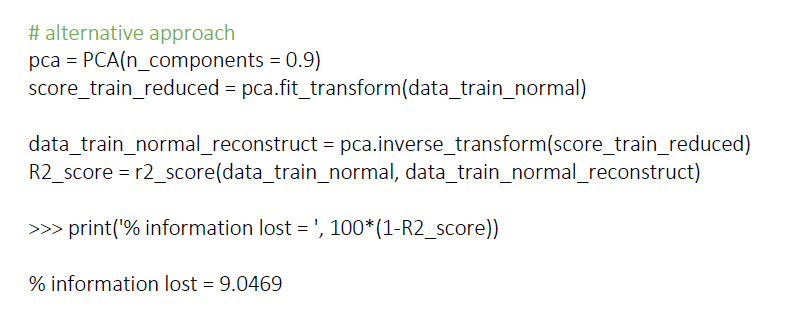 # alternative approach
pca = PCA(n_components = 0.9)
score_train_reduced = pca.fit_transform(data_train_normal)
data_train_normal_reconstruct = pca.inverse_transform(score_train_reduced)
R2_score = r2_score(data_train_normal, data_train_normal_reconstruct)
>>> print('% information lost = ', 100*(1-R2_score))
% information lost = 9.0469